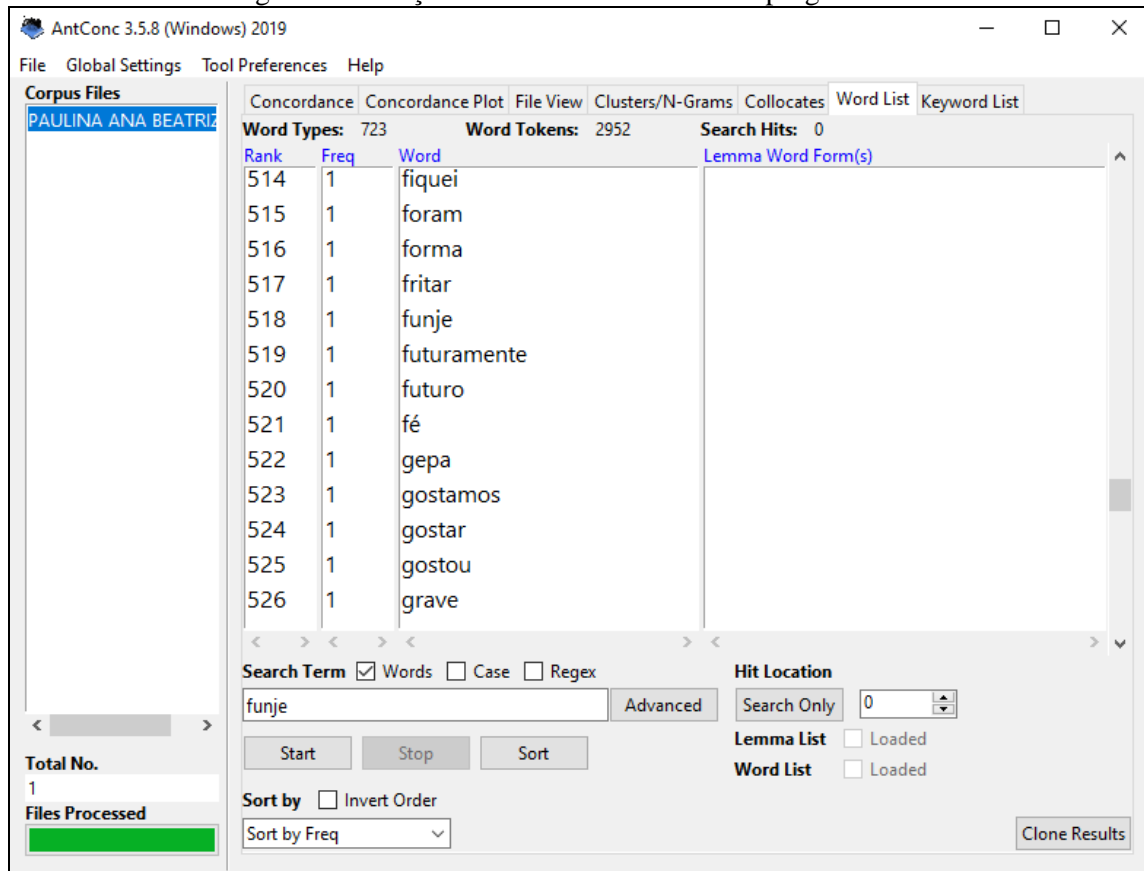 AntConc 3.5.8 (Windows) 2019
File Global Settings Tool Preferences Help
Corpus Files
PAULINA ANA BEATRIZ
Concordance Concordance Plot File View Clusters/N-Grams Collocates Word List Keyword List
Word Types: 723 Word Tokens: 2952 Search Hits: 0
Rank Freq Word Lemma Word Form(s)
514 1 fiquei
515 1 foram
516 1 forma
517 1 fritar
518 1 funje
519 1 futuramente
520 1 futuro
521 1 fé
522 1 gepa
523 1 gostamos
524 1 gostar
525 1 gostou
526 1 grave
Search Term Words Case Regex Hit Location
funje Advanced Search Only 0
Start Stop Sort
Lemma List Loaded
Word List Loaded
Total No.
1
Files Processed
Sort by Invert Order
Sort by Freq
Clone Results